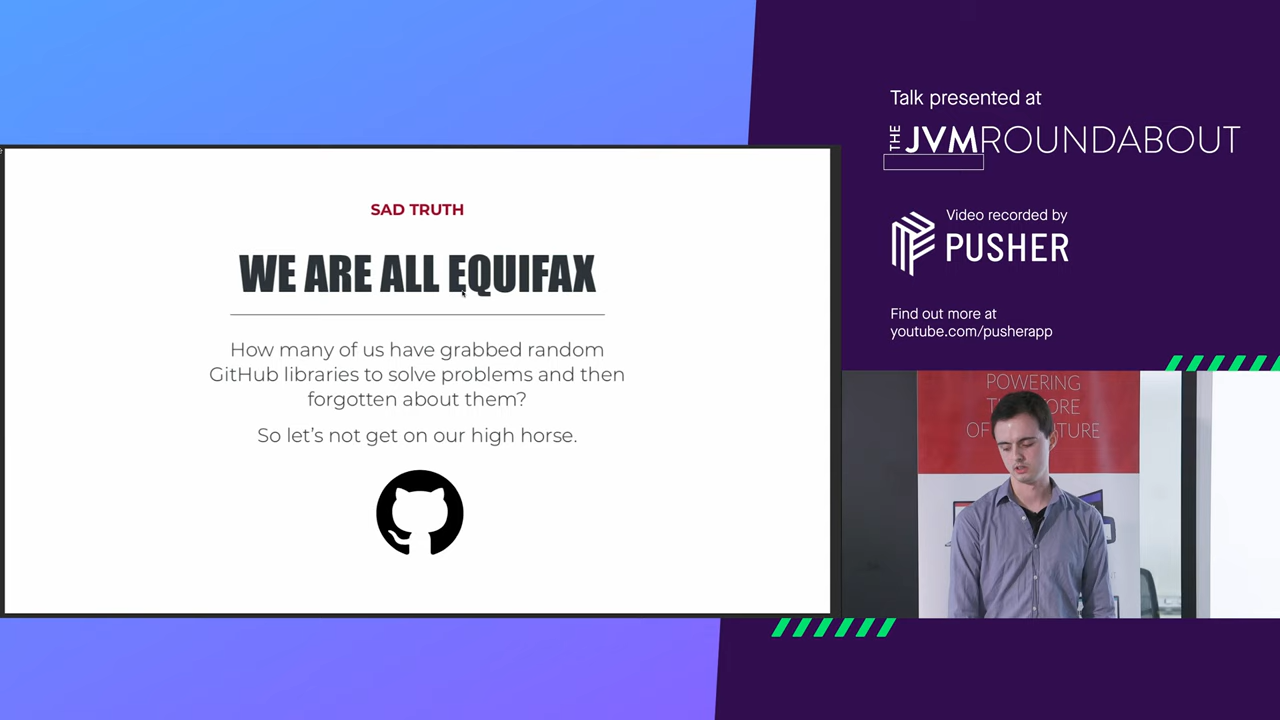 SAD TRUTH
WE ARE ALL EQUIFAX
How many of us have grabbed random
GitHub libraries to solve problems and then
forgotten about them?
So let's not get on our high horse.
Talk presented at
THE JVMROUNDABOUT
Video recorded by
PUSHER
Find out more at
youtube.com/pusherapp
POWERING
OF